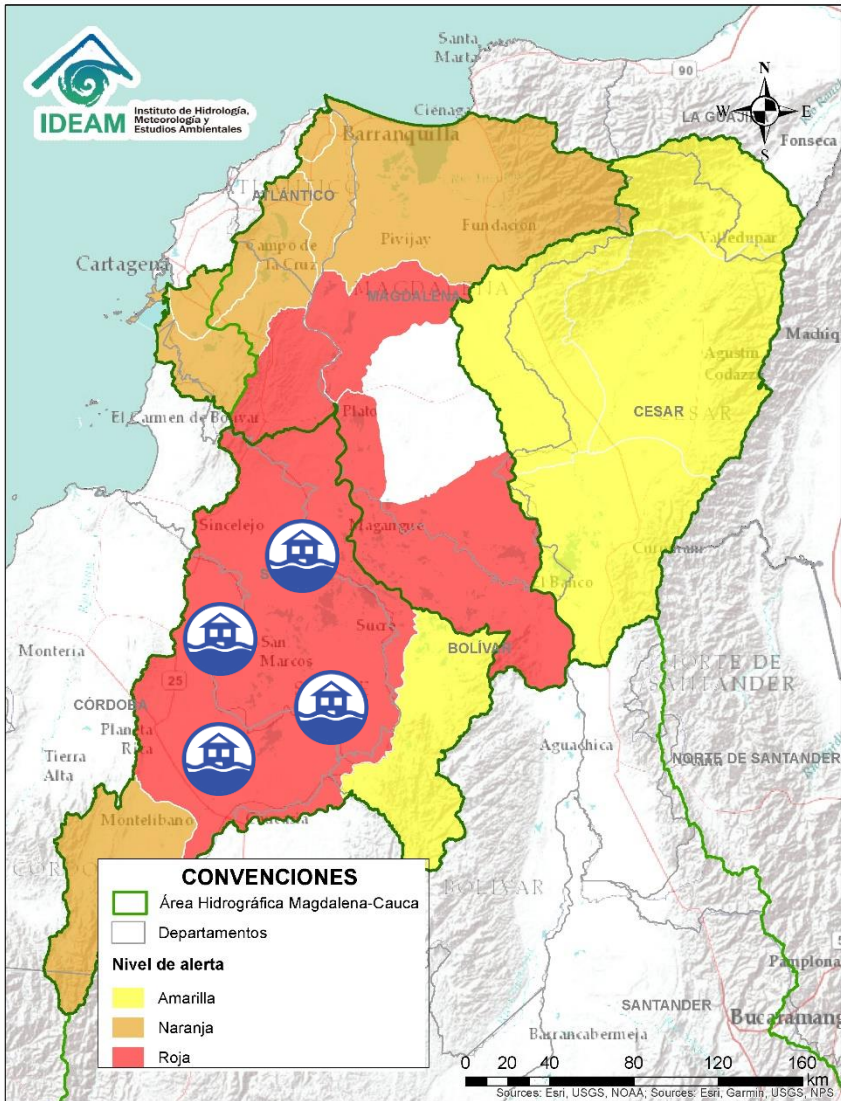 IDEAM
Instituto de Hidrología,
Meteorología y
Estudios Ambientales
Santa
Marta
90
N
W
E
S
LA GUAJIRA
Fonseca
Ciénaga
Barranquilla
ATLÁNTICO
Campo de
la Cruz
Pivijay
Fundación
Valledupar
Cartagena
MAGDALENA
Machiq
Agustín
Codazzi
El Carmen de Bolívar
Plato
CESAR
Sincelejo
Magangué
El Banco
Sucre
San
Marcos
BOLÍVAR
Montería
25
CÓRDOBA
Planeta
Rica
Tierra
Alta
NORTE DE
SANTANDER
Aguachica
NORTE DE SANTANDER
Montelíbano
BOLÍVAR
CONVENCIONES
Área Hidrográfica Magdalena-Cauca
Departamentos
Nivel de alerta
Amarilla
Naranja
Roja
Pamplona
SANTANDER
Bucaramang
Barrancabermeja
0 20 40 80 120 160
km
Sources: Esri, USGS, NOAA; Sources: Esri, Garmin, USGS, NPS